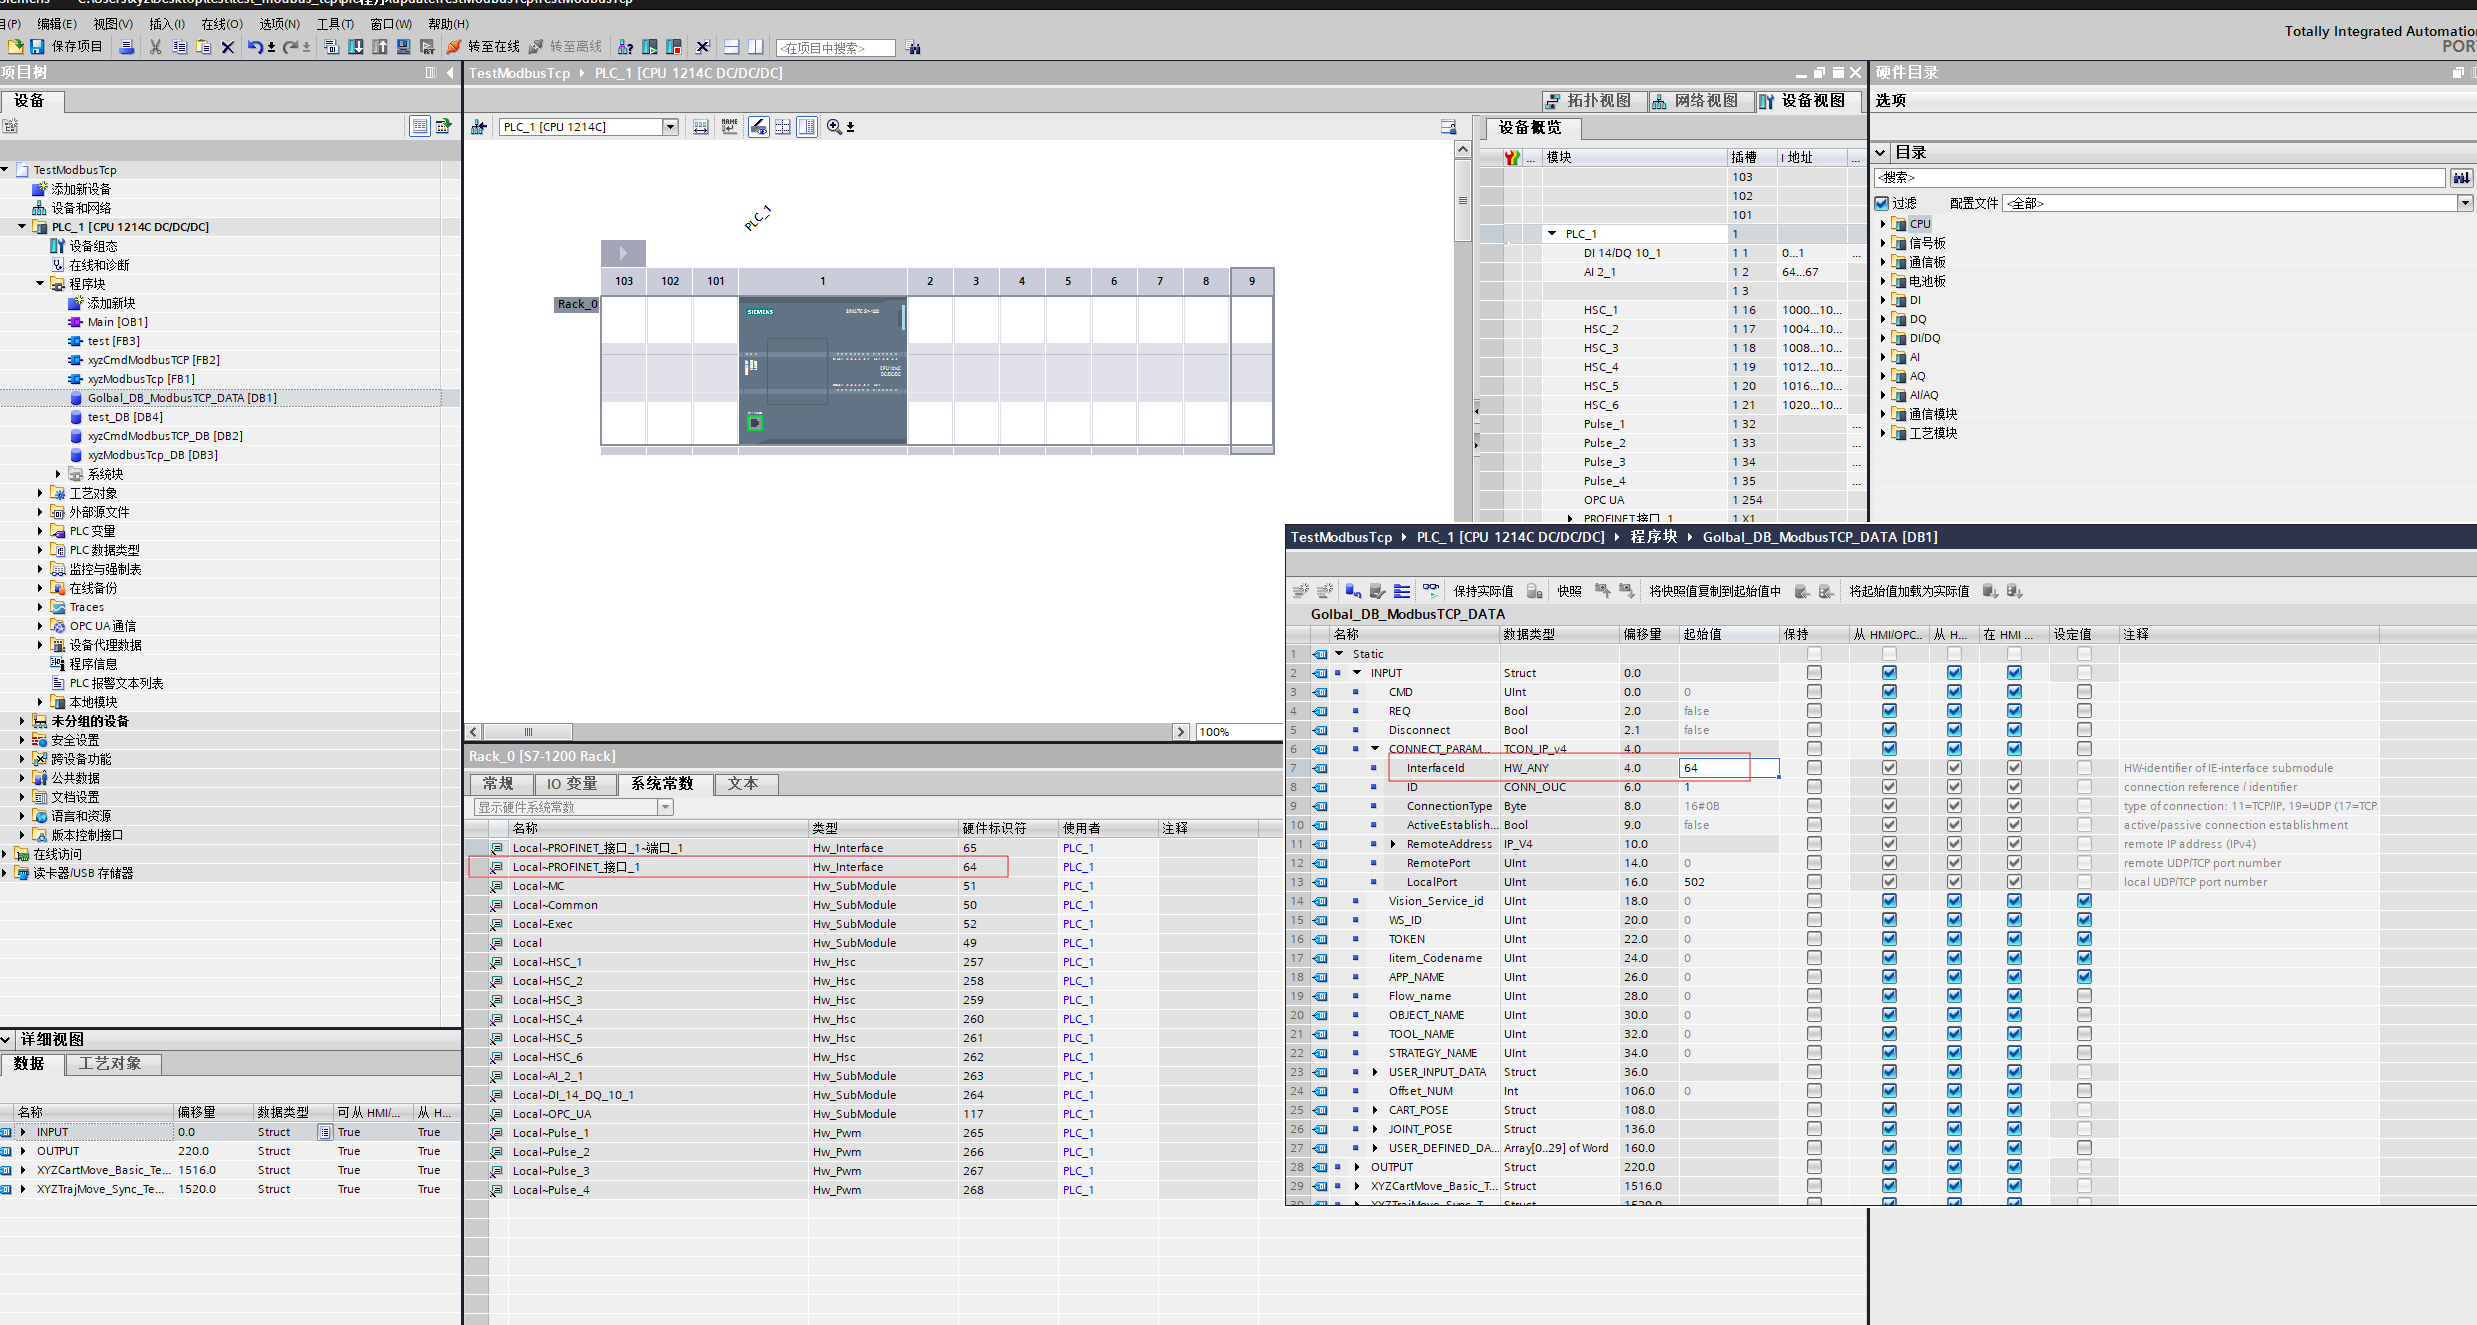 Totally Integrated Automation
PORT
项目(P) 编辑(E) 视图(V) 插入(I) 在线(O) 选项(N) 工具(T) 窗口(W) 帮助(H)
保存项目 转至在线 转至离线 <在项目中搜索>
项目树
设备
TestModbusTcp
添加新设备
设备和网络
PLC_1 [CPU 1214C DC/DC/DC]
设备组态
在线和诊断
程序块
添加新块
Main [OB1]
test [FB3]
xyzCmdModbusTCP [FB2]
xyzModbusTcp [FB1]
Golbal_DB_ModbusTCP_DATA [DB1]
test_DB [DB4]
xyzCmdModbusTCP_DB [DB2]
xyzModbusTcp_DB [DB3]
系统块
工艺对象
外部源文件
PLC 变量
PLC 数据类型
监控与强制表
在线备份
Traces
OPC UA 通信
设备代理数据
程序信息
PLC 报警文本列表
本地模块
未分组的设备
安全设置
跨设备功能
公共数据
文档设置
语言和资源
版本控制接口
在线访问
读卡器/USB 存储器
详细视图
数据 工艺对象
名称 偏移量 数据类型 可从 HMI/... 从 H...
INPUT 0.0 Struct True True
OUTPUT 220.0 Struct True True
XYZCartMove_Basic_Te... 1516.0 Struct True True
XYZTrajMove_Sync_Te... 1520.0 Struct True True
TestModbusTcp PLC_1 [CPU 1214C DC/DC/DC]
拓扑视图 网络视图 设备视图
PLC_1 [CPU 1214C]
PLC_1
103 102 101 1 2 3 4 5 6 7 8 9
Rack_0
SIEMENS
100%
设备概览
... 模块 插槽 I 地址 ...
103
102
101
PLC_1 1
DI 14/DQ 10_1 1 1 0...1 ...
AI 2_1 1 2 64...67
1 3
HSC_1 1 16 1000...10...
HSC_2 1 17 1004...10...
HSC_3 1 18 1008...10...
HSC_4 1 19 1012...10...
HSC_5 1 20 1016...10...
HSC_6 1 21 1020...10...
Pulse_1 1 32 ...
Pulse_2 1 33 ...
Pulse_3 1 34 ...
Pulse_4 1 35 ...
OPC UA 1 254
PROFINET 接口_1 1 X1
硬件目录
选项
目录
<搜索>
过滤 配置文件 <全部>
CPU
信号板
通信板
电池板
DI
DQ
DI/DQ
AI
AQ
AI/AQ
通信模块
工艺模块
Rack_0 [S7-1200 Rack]
常规 IO 变量 系统常数 文本
显示硬件系统常数
名称 类型 硬件标识符 使用者 注释
Local~PROFINET_接口_1~端口_1 Hw_Interface 65 PLC_1
Local~PROFINET_接口_1 Hw_Interface 64 PLC_1
Local~MC Hw_SubModule 51 PLC_1
Local~Common Hw_SubModule 50 PLC_1
Local~Exec Hw_SubModule 52 PLC_1
Local Hw_SubModule 49 PLC_1
Local~HSC_1 Hw_Hsc 257 PLC_1
Local~HSC_2 Hw_Hsc 258 PLC_1
Local~HSC_3 Hw_Hsc 259 PLC_1
Local~HSC_4 Hw_Hsc 260 PLC_1
Local~HSC_5 Hw_Hsc 261 PLC_1
Local~HSC_6 Hw_Hsc 262 PLC_1
Local~AI_2_1 Hw_SubModule 263 PLC_1
Local~DI_14_DQ_10_1 Hw_SubModule 264 PLC_1
Local~OPC_UA Hw_SubModule 117 PLC_1
Local~Pulse_1 Hw_Pwm 265 PLC_1
Local~Pulse_2 Hw_Pwm 266 PLC_1
Local~Pulse_3 Hw_Pwm 267 PLC_1
Local~Pulse_4 Hw_Pwm 268 PLC_1
TestModbusTcp PLC_1 [CPU 1214C DC/DC/DC] 程序块 Golbal_DB_ModbusTCP_DATA [DB1]
保持实际值 快照 将快照值复制到起始值中 将起始值加载为实际值
Golbal_DB_ModbusTCP_DATA
名称 数据类型 偏移量 起始值 保持 从 HMI/OPC.. 从 H... 在 HMI ... 设定值 注释
1 Static
2 INPUT Struct 0.0
3 CMD UInt 0.0 0
4 REQ Bool 2.0 false
5 Disconnect Bool 2.1 false
6 CONNECT_PARAM... TCON_IP_v4 4.0
7 InterfaceId HW_ANY 4.0 64 HW-identifier of IE-interface submodule
8 ID CONN_OUC 6.0 1 connection reference / identifier
9 ConnectionType Byte 8.0 16#0B type of connection: 11=TCP/IP, 19=UDP (17=TCP.
10 ActiveEstablish... Bool 9.0 false active/passive connection establishment
11 RemoteAddress IP_V4 10.0 remote IP address (IPv4)
12 RemotePort UInt 14.0 0 remote UDP/TCP port number
13 LocalPort UInt 16.0 502 local UDP/TCP port number
14 Vision_Service_id UInt 18.0 0
15 WS_ID UInt 20.0 0
16 TOKEN UInt 22.0 0
17 Iitem_Codename UInt 24.0 0
18 APP_NAME UInt 26.0 0
19 Flow_name UInt 28.0 0
20 OBJECT_NAME UInt 30.0 0
21 TOOL_NAME UInt 32.0 0
22 STRATEGY_NAME UInt 34.0 0
23 USER_INPUT_DATA Struct 36.0
24 Offset_NUM Int 106.0 0
25 CART_POSE Struct 108.0
26 JOINT_POSE Struct 136.0
27 USER_DEFINED_DA... Array[0..29] of Word 160.0
28 OUTPUT Struct 220.0
29 XYZCartMove_Basic_T... Struct 1516.0
30 XYZTrajMove_Sync_T... Struct 1520.0